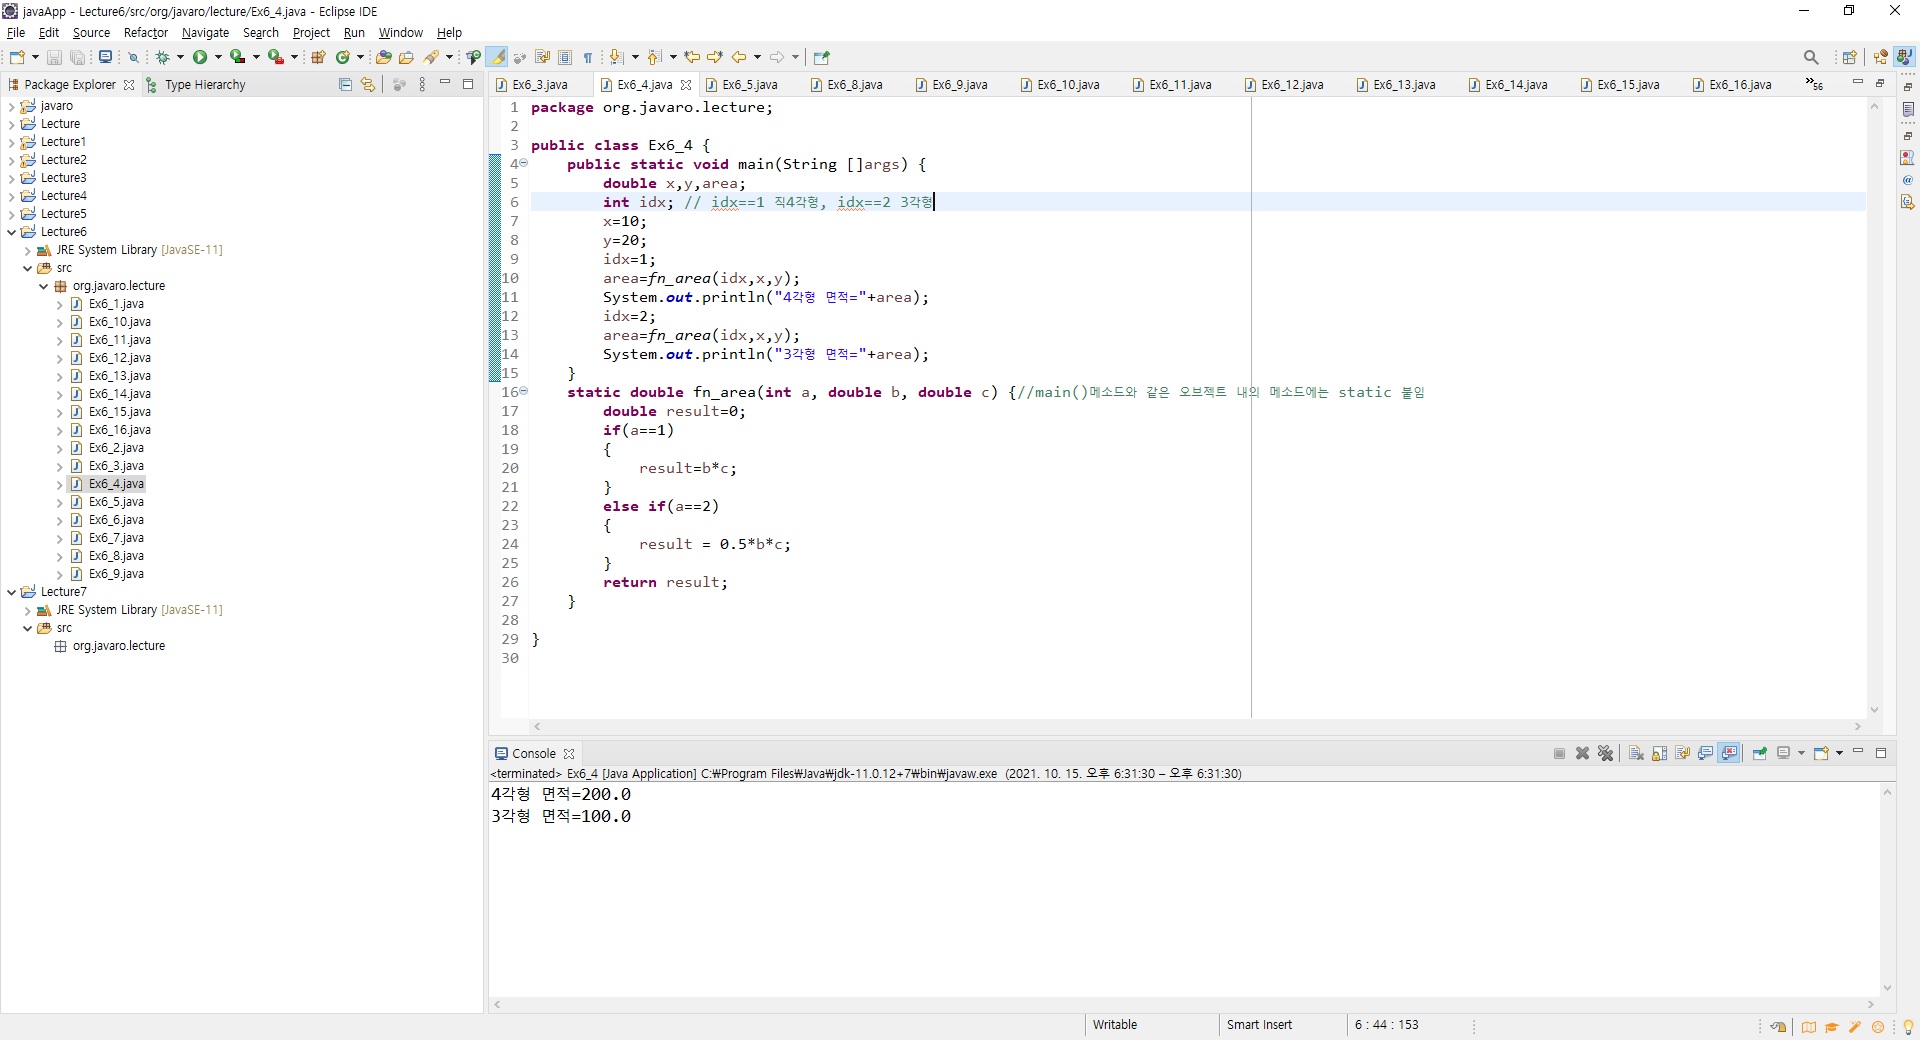 javaApp - Lecture6/src/org/javaro/lecture/Ex6_4.java - Eclipse IDE
File Edit Source Refactor Navigate Search Project Run Window Help
Package Explorer Type Hierarchy
javaro
Lecture
Lecture1
Lecture2
Lecture3
Lecture4
Lecture5
Lecture6
JRE System Library [JavaSE-11]
src
org.javaro.lecture
Ex6_1.java
Ex6_10.java
Ex6_11.java
Ex6_12.java
Ex6_13.java
Ex6_14.java
Ex6_15.java
Ex6_16.java
Ex6_2.java
Ex6_3.java
Ex6_4.java
Ex6_5.java
Ex6_6.java
Ex6_7.java
Ex6_8.java
Ex6_9.java
Lecture7
JRE System Library [JavaSE-11]
src
org.javaro.lecture
Ex6_3.java Ex6_4.java Ex6_5.java Ex6_8.java Ex6_9.java Ex6_10.java Ex6_11.java Ex6_12.java Ex6_13.java Ex6_14.java Ex6_15.java Ex6_16.java »56
1 package org.javaro.lecture;
2
3 public class Ex6_4 {
4 public static void main(String []args) {
5 double x,y,area;
6 int idx; // idx==1 직4각형, idx==2 3각형
7 x=10;
8 y=20;
9 idx=1;
10 area=fn_area(idx,x,y);
11 System.out.println("4각형 면적="+area);
12 idx=2;
13 area=fn_area(idx,x,y);
14 System.out.println("3각형 면적="+area);
15 }
16 static double fn_area(int a, double b, double c) {//main()메소드와 같은 오브젝트 내의 메소드에는 static 붙임
17 double result=0;
18 if(a==1)
19 {
20 result=b*c;
21 }
22 else if(a==2)
23 {
24 result = 0.5*b*c;
25 }
26 return result;
27 }
28
29 }
30
Console
<terminated> Ex6_4 [Java Application] C:₩Program Files₩Java₩jdk-11.0.12+7₩bin₩javaw.exe (2021. 10. 15. 오후 6:31:30 – 오후 6:31:30)
4각형 면적=200.0
3각형 면적=100.0
Writable Smart Insert 6 : 44 : 153